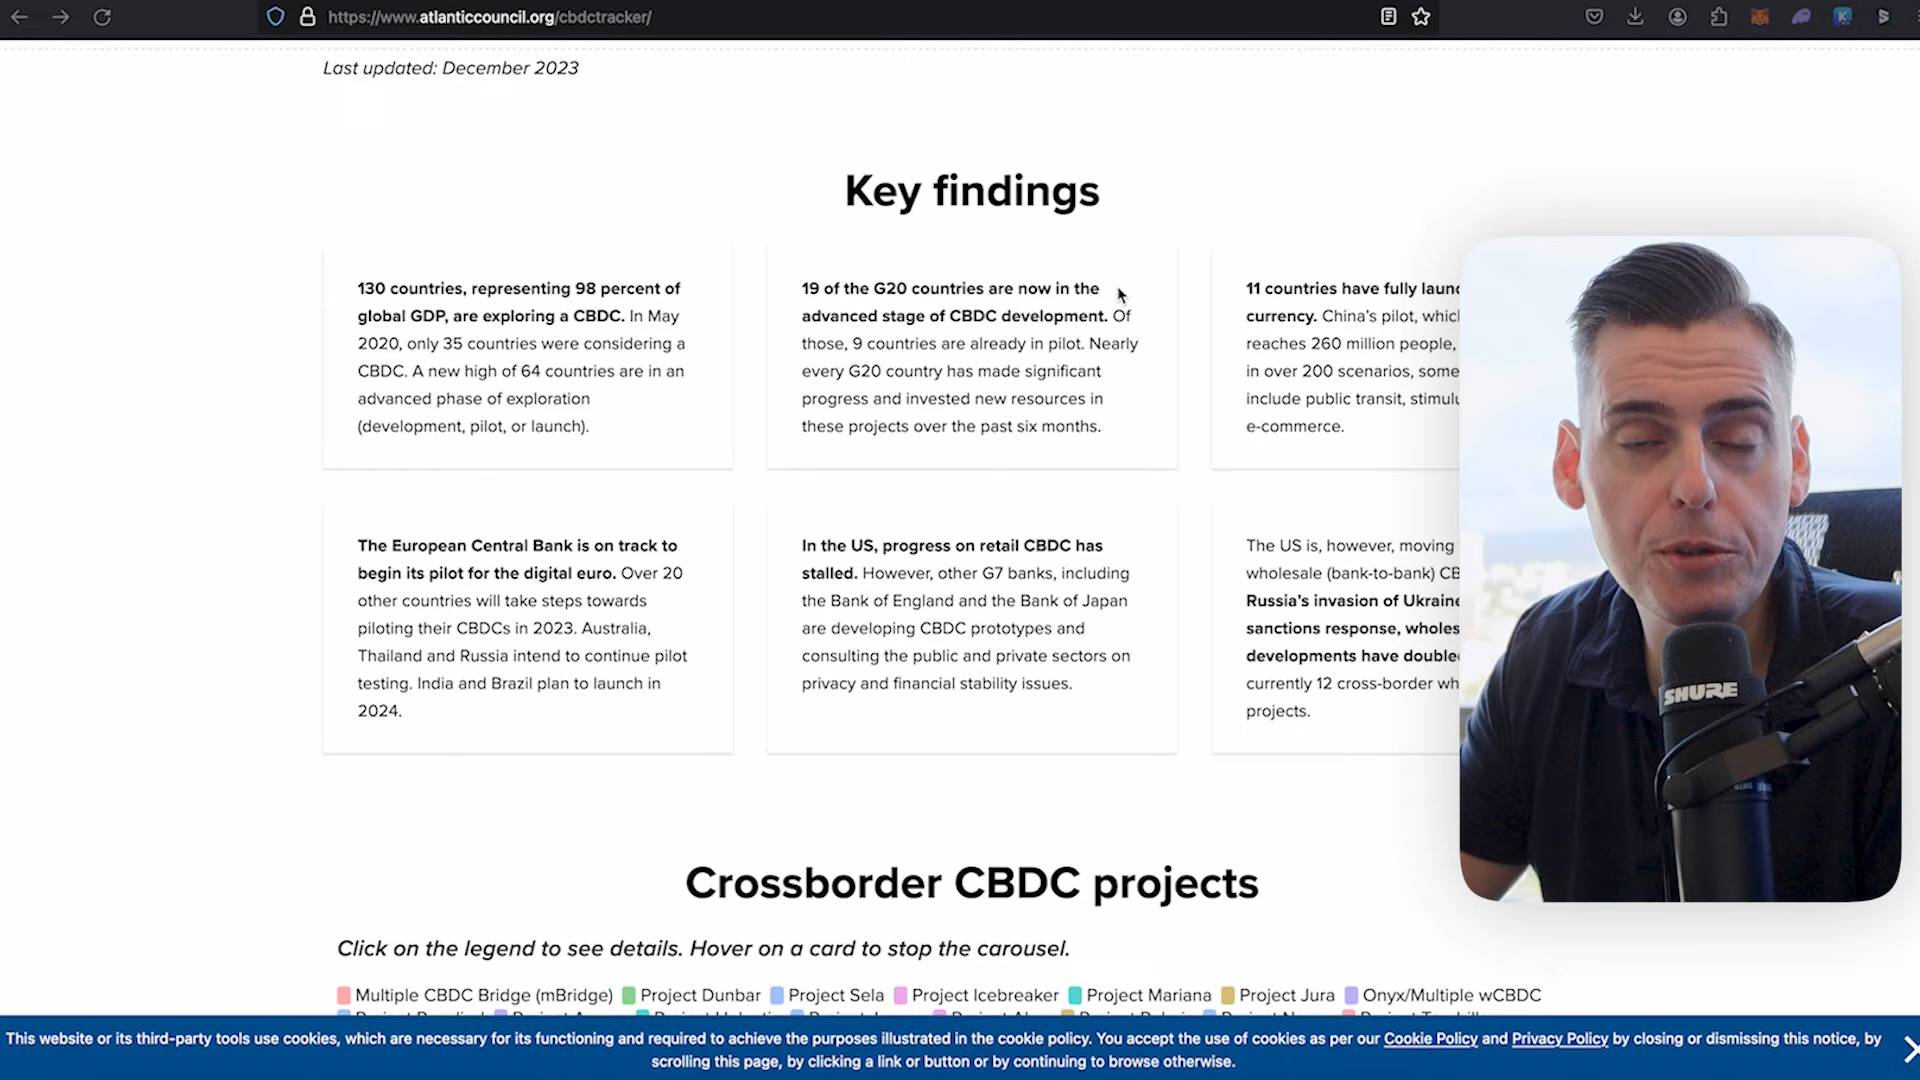 https://www.atlanticcouncil.org/cbdctracker/
Last updated: December 2023
Key findings
130 countries, representing 98 percent of
global GDP, are exploring a CBDC. In May
2020, only 35 countries were considering a
CBDC. A new high of 64 countries are in an
advanced phase of exploration
(development, pilot, or launch).
19 of the G20 countries are now in the
advanced stage of CBDC development. Of
those, 9 countries are already in pilot. Nearly
every G20 country has made significant
progress and invested new resources in
these projects over the past six months.
11 countries have fully
currency. China's pilot,
reaches 260 million people,
in over 200 scenarios, some
include public transit,
e-commerce.
The European Central Bank is on track to
begin its pilot for the digital euro. Over 20
other countries will take steps towards
piloting their CBDCs in 2023. Australia,
Thailand and Russia intend to continue pilot
testing. India and Brazil plan to launch in
2024.
In the US, progress on retail CBDC has
stalled. However, other G7 banks, including
the Bank of England and the Bank of Japan
are developing CBDC prototypes and
consulting the public and private sectors on
privacy and financial stability issues.
The US is, however, moving
wholesale (bank-to-bank)
Russia's invasion of Ukraine
sanctions response,
developments have
currently 12 cross-border
projects.
SHURE
Crossborder CBDC projects
Click on the legend to see details. Hover on a card to stop the carousel.
Multiple CBDC Bridge (mBridge) Project Dunbar Project Sela Project Icebreaker Project Mariana Project Jura Onyx/Multiple wCBDC
This website or its third-party tools use cookies, which are necessary for its functioning and required to achieve the purposes illustrated in the cookie policy. You accept the use of cookies as per our Cookie Policy and Privacy Policy by closing or dismissing this notice, by
scrolling this page, by clicking a link or button or by continuing to browse otherwise.